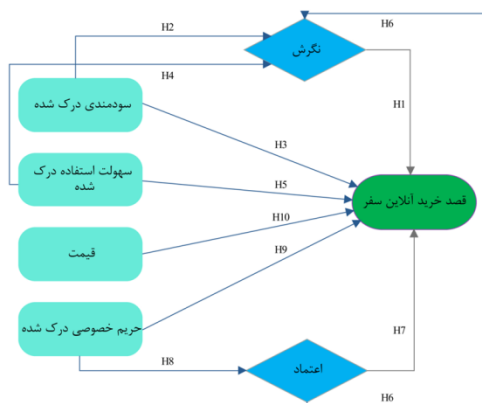 H6
H2
نگرش
H4
H1
سودمندی درک شده
H3
سهولت استفاده درک
شده
H5
قصد خرید آنلاین سفر
H10
قیمت
H9
حریم خصوصی درک شده
H7
H8
اعتماد
H6